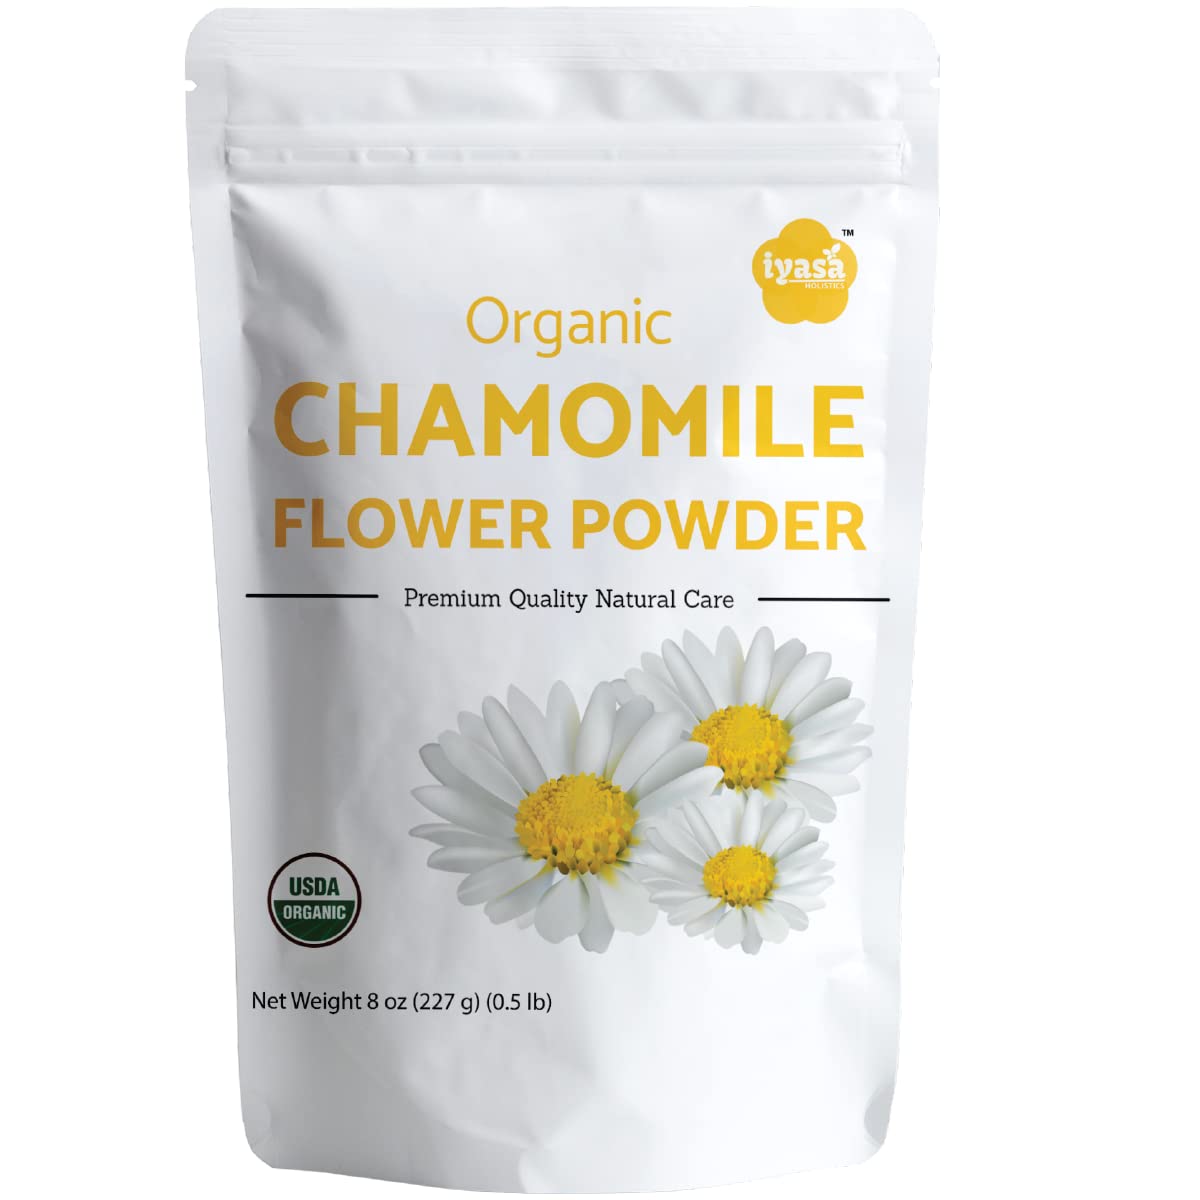 iyasa
TM
HOLISTICS
Organic
CHAMOMILE
FLOWER POWDER
Premium Quality Natural Care
USDA
ORGANIC
Net Weight 8 oz (227 g) (0.5 lb)